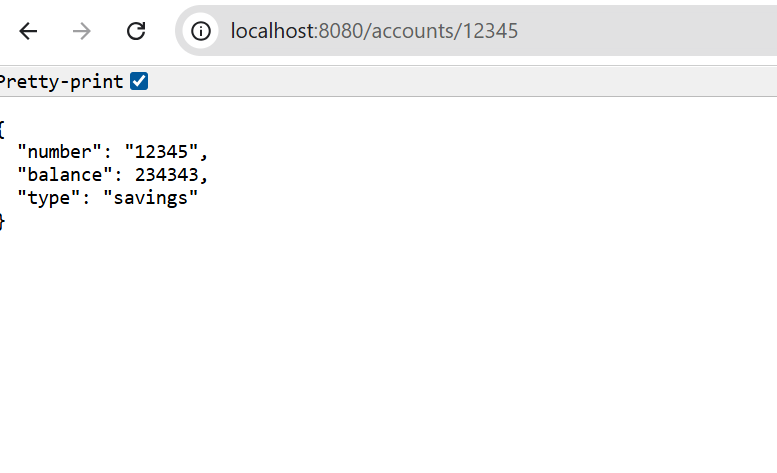 localhost:8080/accounts/12345
Pretty-print
{
"number": "12345",
"balance": 234343,
"type": "savings"
}